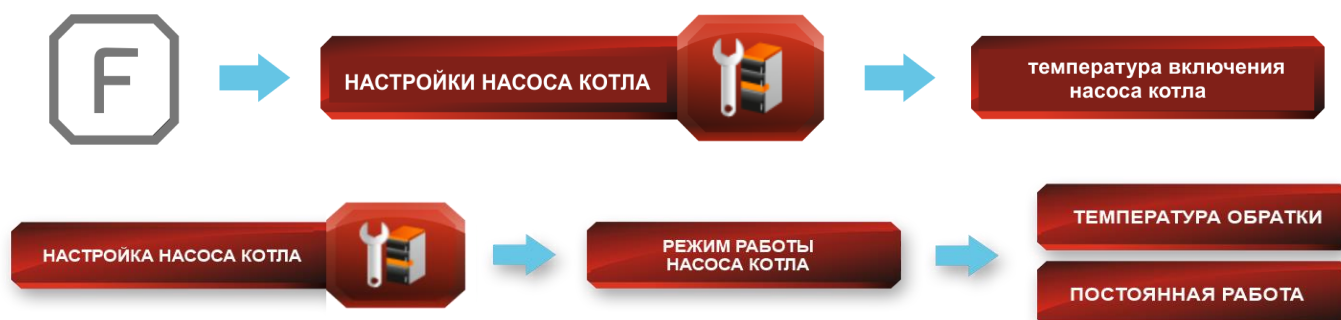 F
НАСТРОЙКИ НАСОСА КОТЛА
температура включения
насоса котла
НАСТРОЙКА НАСОСА КОТЛА
РЕЖИМ РАБОТЫ
НАСОСА КОТЛА
ТЕМПЕРАТУРА ОБРАТКИ
ПОСТОЯННАЯ РАБОТА